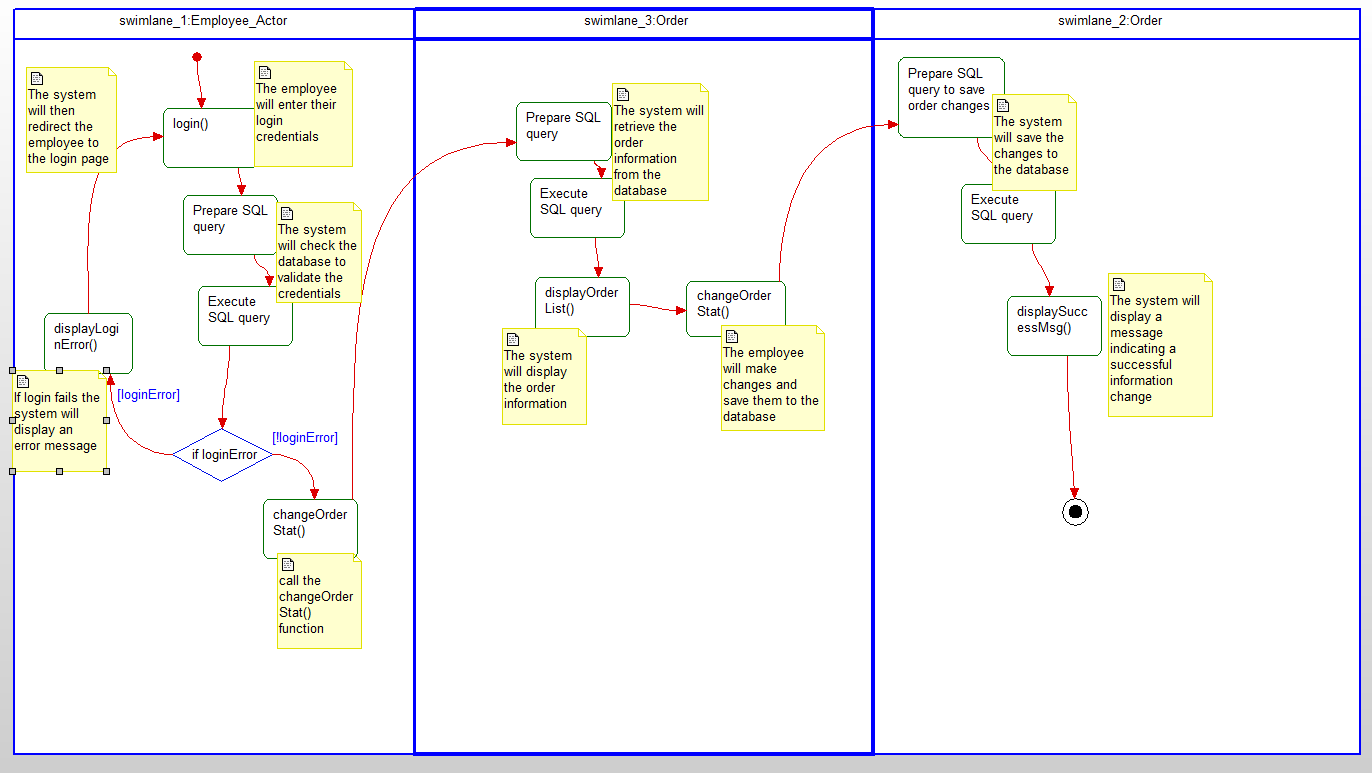 swimlane_1:Employee_Actor
The system
will then
redirect the
employee to
the login page
login()
The employee
will enter their
login
credentials
Prepare SQL
query
The system
will check the
database to
validate the
credentials
Execute
SQL query
displayLogi
nError()
If login fails the
system will
display an
error message
[loginError]
if loginError
[!loginError]
changeOrder
Stat()
call the
changeOrder
Stat()
function
swimlane_3:Order
Prepare SQL
query
The system will
retrieve the
order
information
from the
database
Execute
SQL query
displayOrder
List()
The system
will display
the order
information
changeOrder
Stat()
The employee
will make
changes and
save them to the
database
swimlane_2:Order
Prepare SQL
query to save
order changes
The system
will save the
changes to
the database
Execute
SQL query
displaySucc
essMsg()
The system will
display a
message
indicating a
successful
information
change